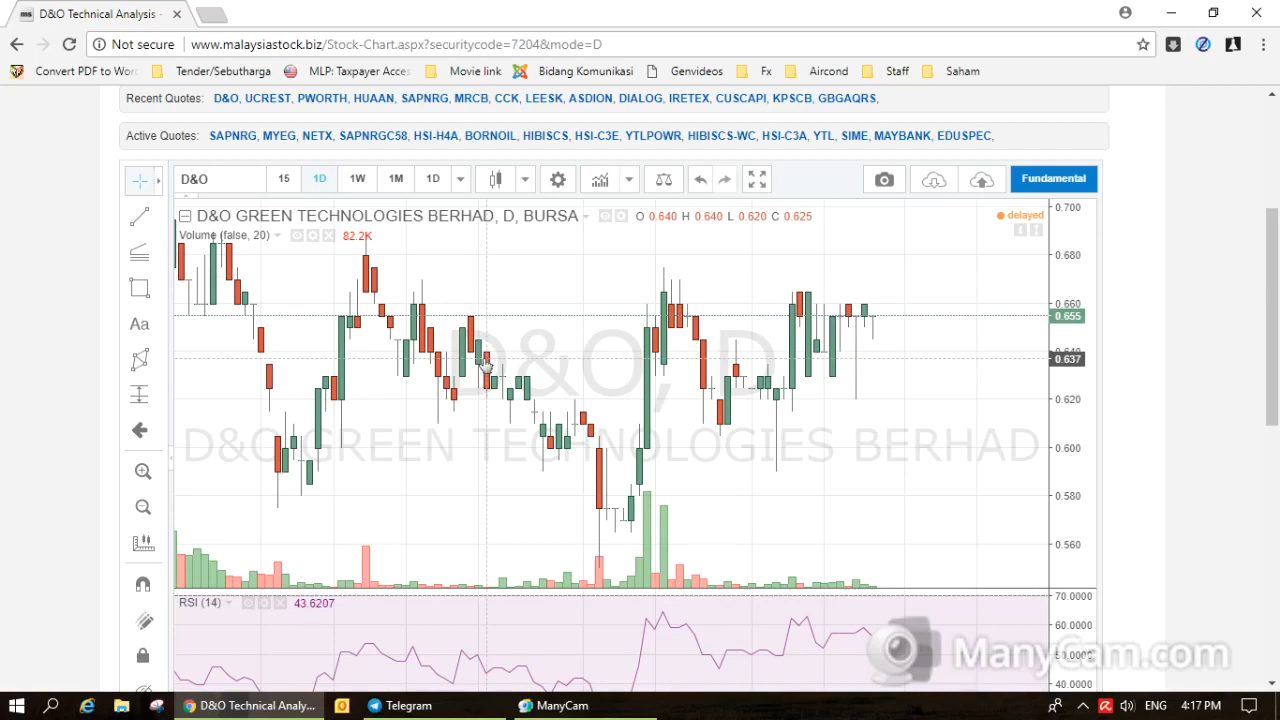 ms D&O Technical Analysis -
Not secure www.malaysiastock.biz/Stock-Chart.aspx?securitycode=7204&mode=D
Convert PDF to Word Tender/Sebutharga MLP: Taxpayer Acces Movie link Bidang Komunikasi Genvideos Fx Aircond Staff Saham
Recent Quotes: D&O, UCREST, PWORTH, HUAAN, SAPNRG, MRCB, CCK, LEESK, ASDION, DIALOG, IRETEX, CUSCAPI, KPSCB, GBGAQRS,
Active Quotes: SAPNRG, MYEG, NETX, SAPNRGC58, HSI-H4A, BORNOIL, HIBISCS, HSI-C3E, YTLPOWR, HIBISCS-WC, HSI-C3A, YTL, SIME, MAYBANK, EDUSPEC,
D&O 15 1D 1W 1M 1D Fundamental
D&O GREEN TECHNOLOGIES BERHAD, D, BURSA O 0.640 H 0.640 L 0.620 C 0.625 delayed
Volume (false, 20) 82.2K
Aa
D&O, D
D&O GREEN TECHNOLOGIES BERHAD
0.700
0.680
0.660
0.655
0.637
0.620
0.600
0.580
0.560
RSI (14) 43.6207
70.0000
60.0000
50.0000
40.0000
ManyCam.com
D&O Technical Analy... Telegram ManyCam ENG 4:17 PM